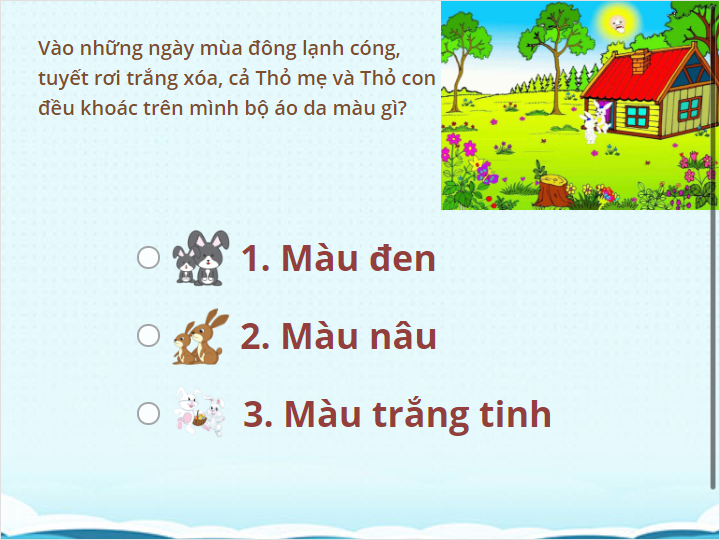 Vào những ngày mùa đông lạnh cóng,
tuyết rơi trắng xóa, cả Thỏ mẹ và Thỏ con
đều khoác trên mình bộ áo da màu gì?
1. Màu đen
2. Màu nâu
3. Màu trắng tinh